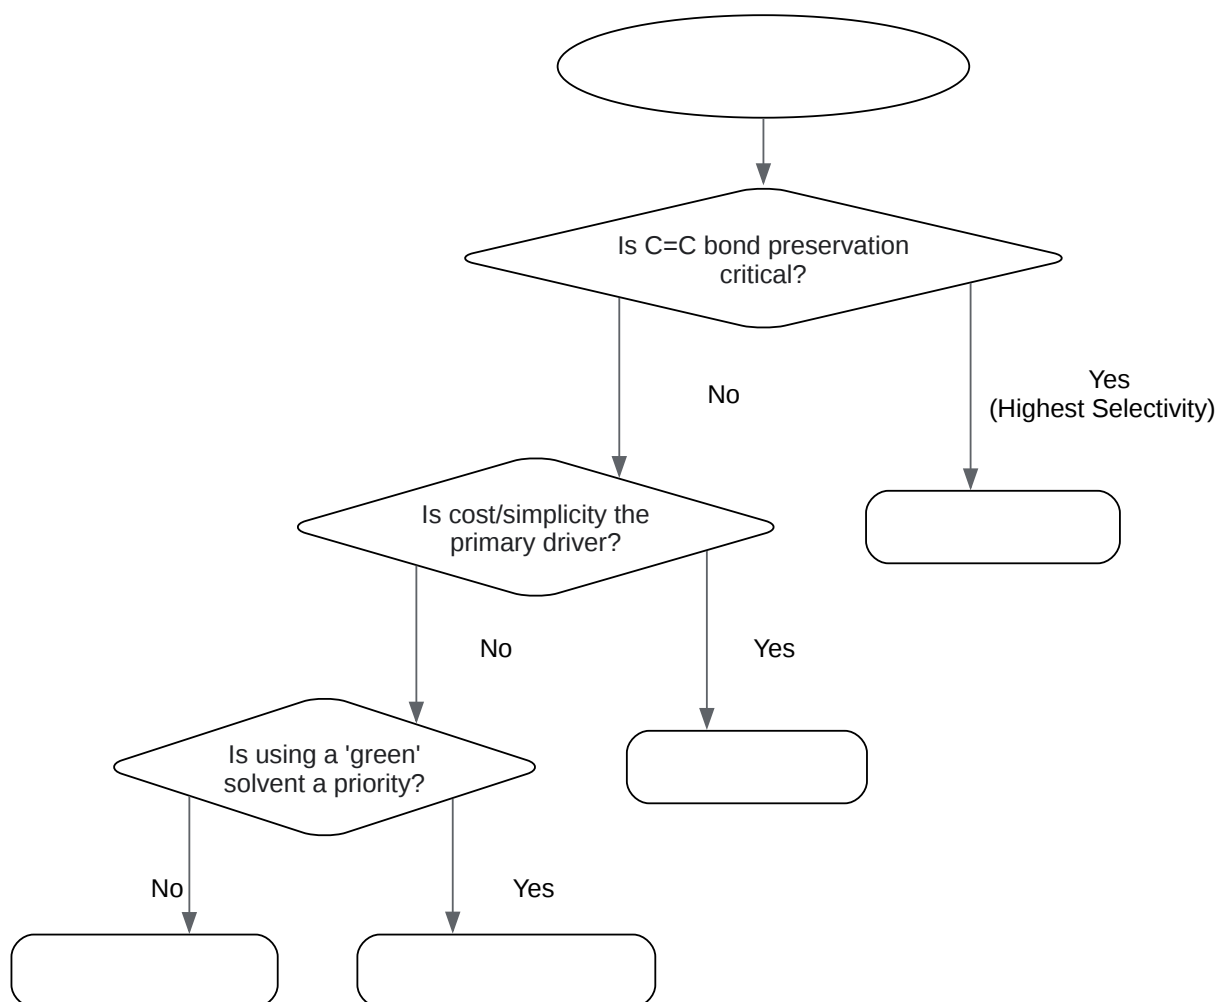 Is C=C bond preservation
critical?
No
Yes
(Highest Selectivity)
Is cost/simplicity the
primary driver?
No
Yes
Is using a 'green'
solvent a priority?
No
Yes